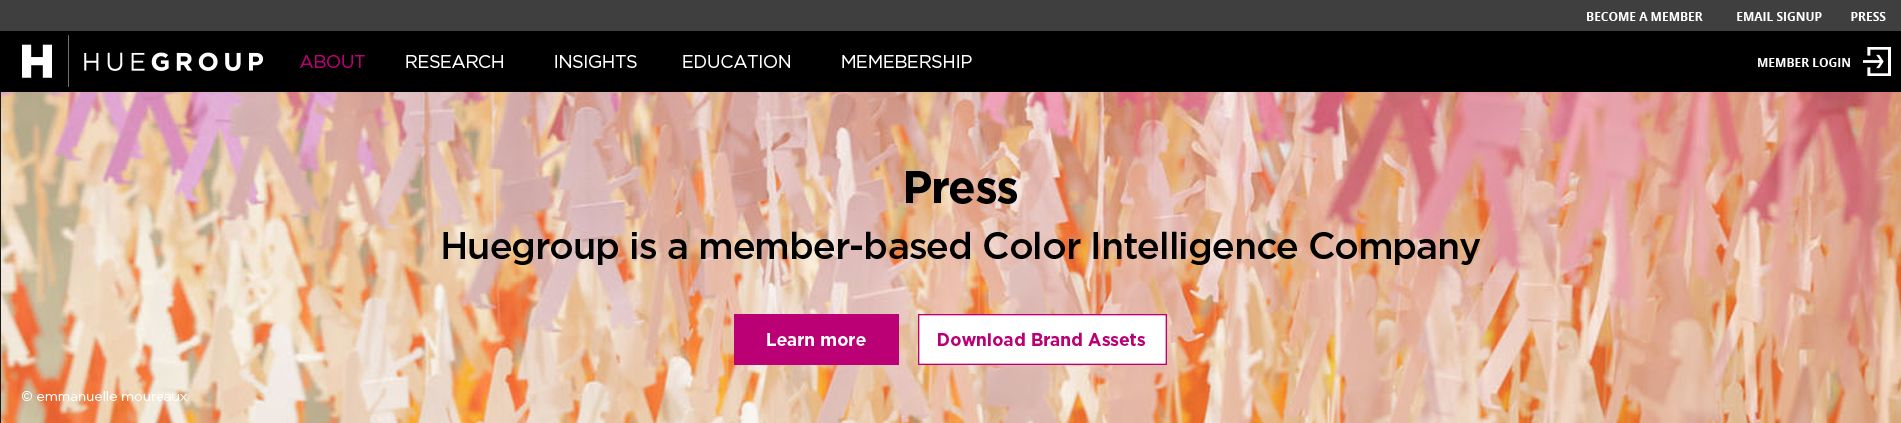 BECOME A MEMBER EMAIL SIGNUP PRESS
H HUEGROUP ABOUT RESEARCH INSIGHTS EDUCATION MEMEBERSHIP MEMBER LOGIN
Press
Huegroup is a member-based Color Intelligence Company
Learn more Download Brand Assets
© emmanuelle moureaux